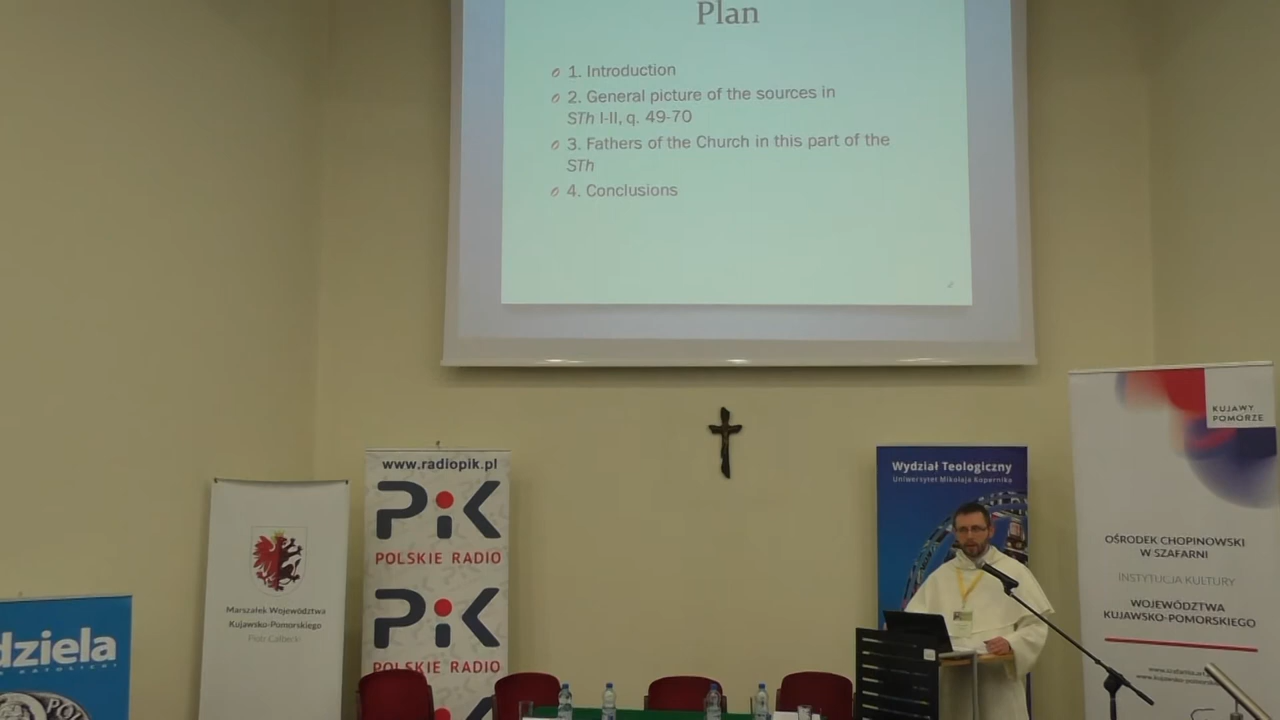 Plan
1. Introduction
2. General picture of the sources in
STh I-II, q. 49-70
3. Fathers of the Church in this part of the
STh
4. Conclusions
2
KUJAWY
POMORZE
www.radiopik.pl
PiK
POLSKIE RADIO
PiK
POLSKIE RADIO
Wydział Teologiczny
Uniwersytet Mikołaja Kopernika
OŚRODEK CHOPINOWSKI
W SZAFARNI
INSTYTUCJA KULTURY
WOJEWÓDZTWA
KUJAWSKO-POMORSKIEGO
Marszałek Województwa
Kujawsko-Pomorskiego
Piotr Całbecki
dziela